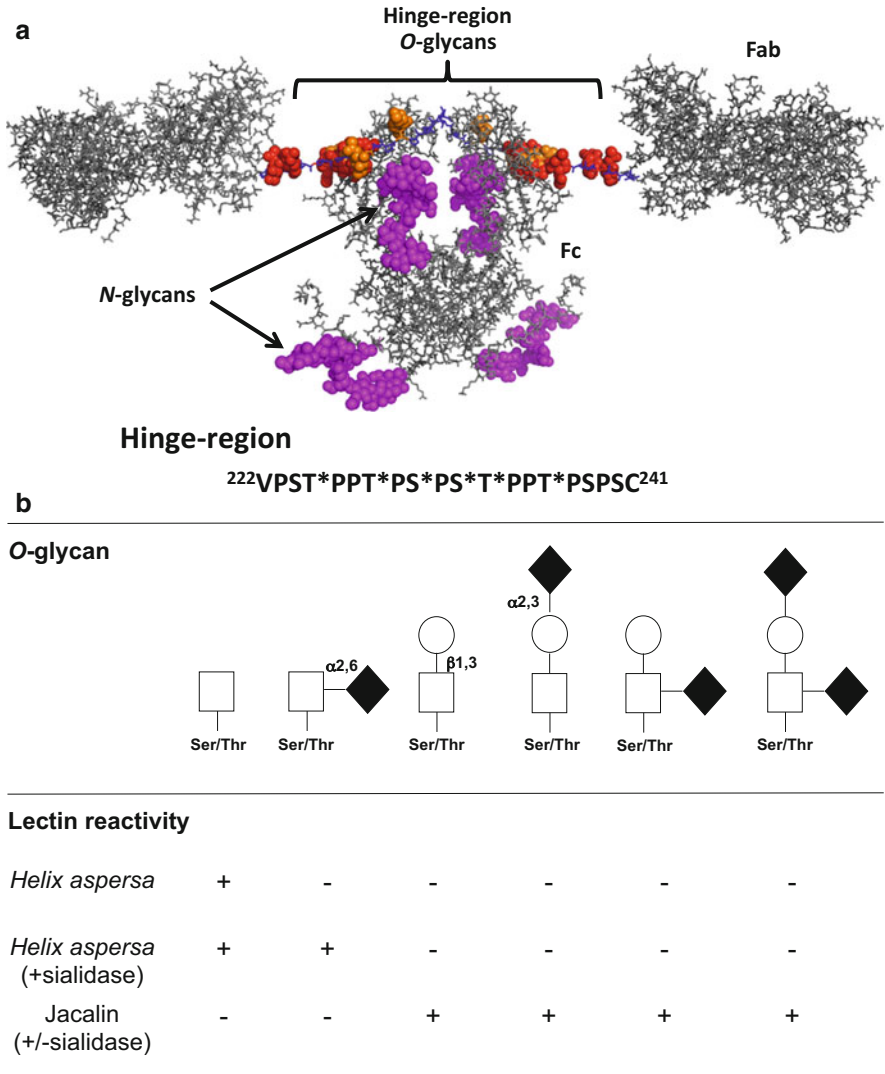 a
Hinge-region
O-glycans
Fab
Fc
N-glycans
Hinge-region
²²²VPST*PPT*PS*PS*T*PPT*PSPSC²⁴¹
b
O-glycan
α2,3
α2,6
β1,3
Ser/Thr Ser/Thr Ser/Thr Ser/Thr Ser/Thr Ser/Thr
Lectin reactivity
Helix aspersa + - - - - -
Helix aspersa + + - - - -
(+sialidase)
Jacalin - - + + + +
(+/-sialidase)